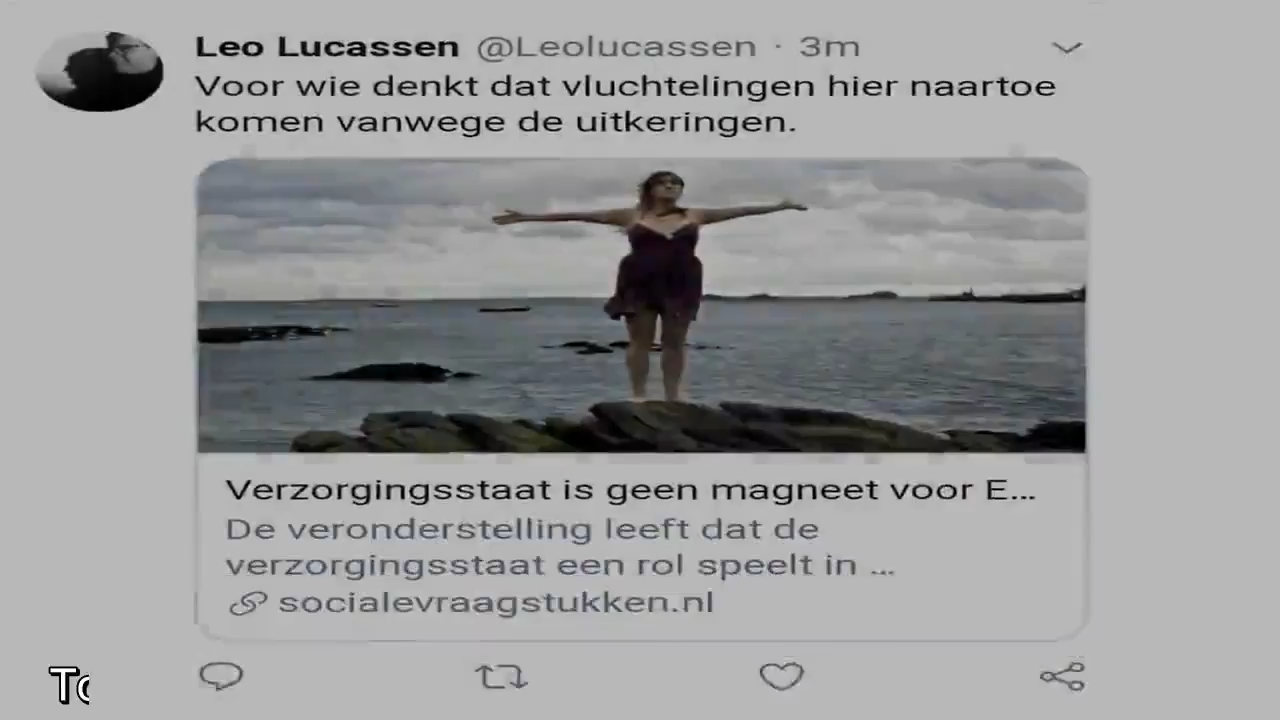 Leo Lucassen @Leolucassen · 3m
Voor wie denkt dat vluchtelingen hier naartoe
komen vanwege de uitkeringen.
Verzorgingsstaat is geen magneet voor E...
De veronderstelling leeft dat de
verzorgingsstaat een rol speelt in ...
socialevraagstukken.nl